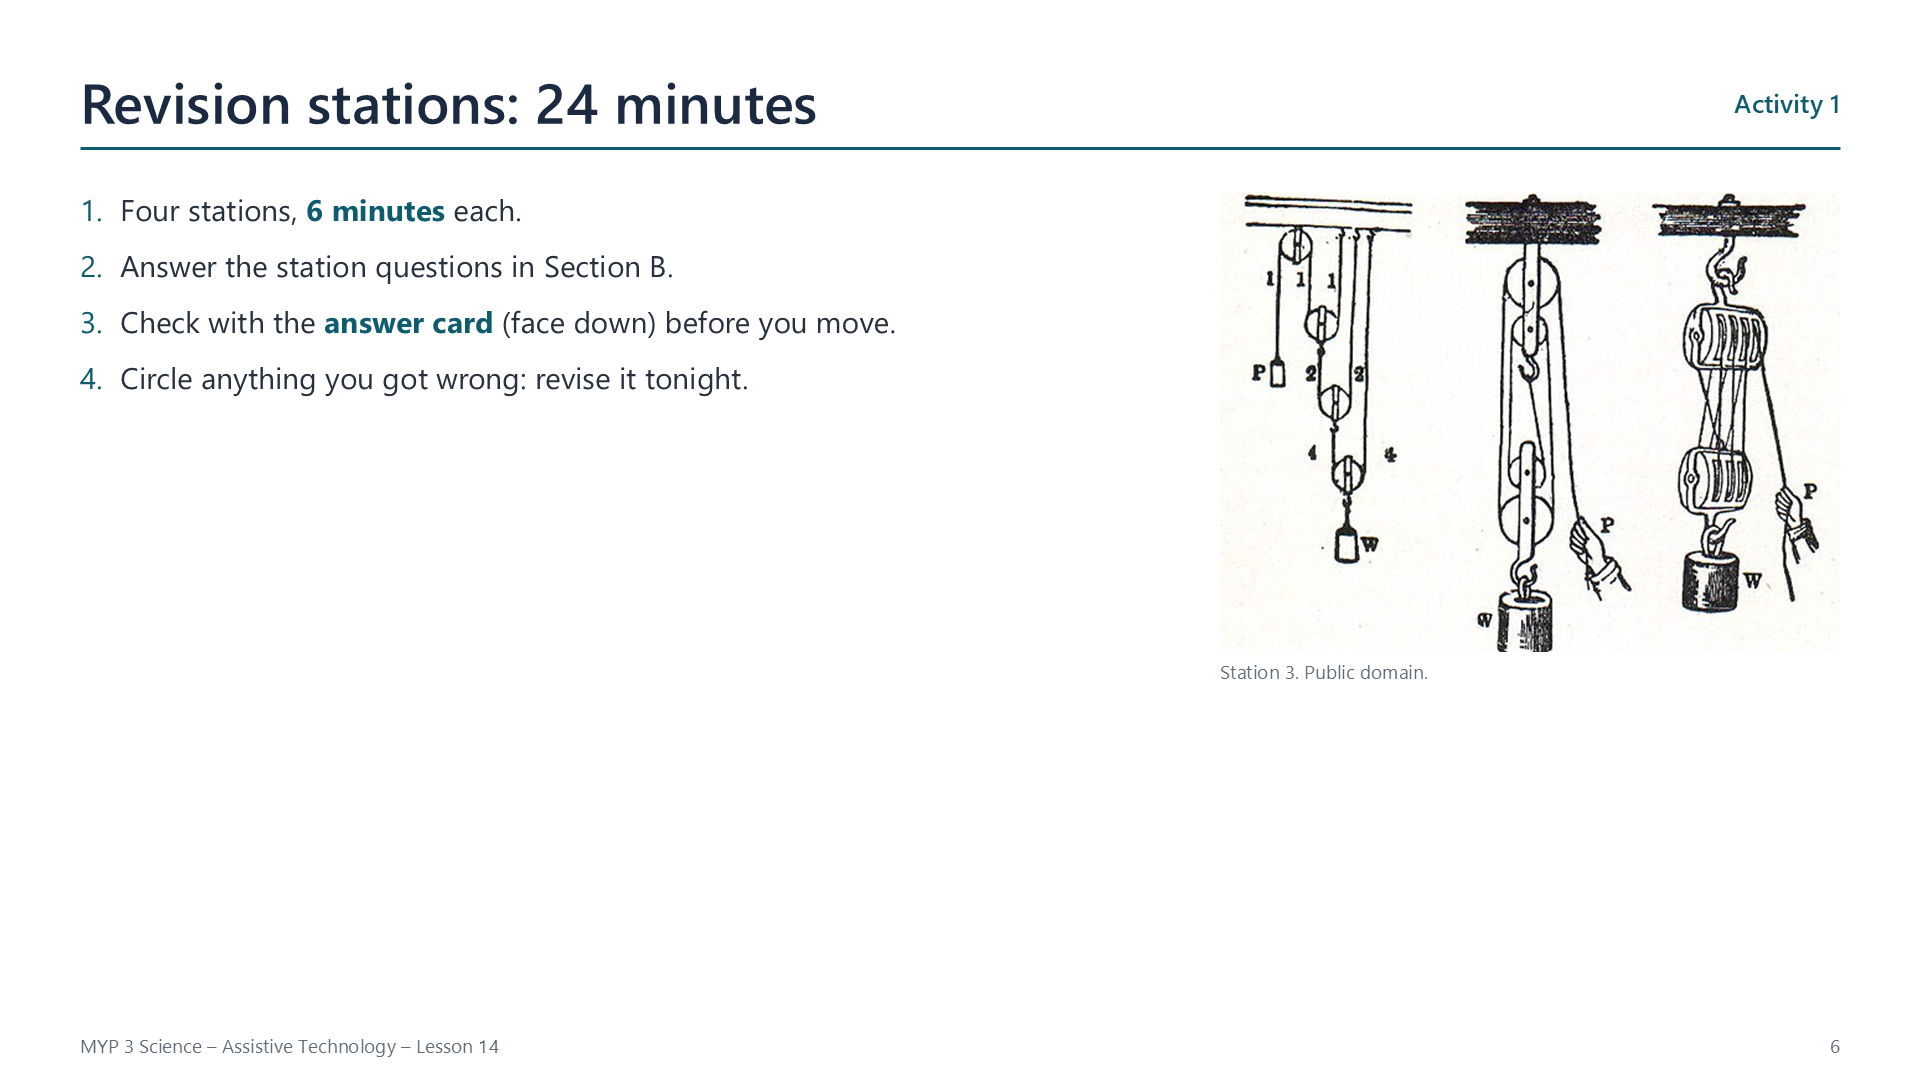 Revision stations: 24 minutes
Activity 1
1. Four stations, 6 minutes each.
2. Answer the station questions in Section B.
3. Check with the answer card (face down) before you move.
4. Circle anything you got wrong: revise it tonight.
1 1 1
P 2 2
4 4
W
P
W
P
W
Station 3. Public domain.
MYP 3 Science – Assistive Technology – Lesson 14
6